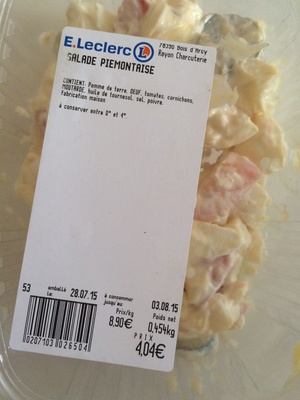 E.Leclerc L
78390 Bois d'Arcy
Rayon Charcuterie
SALADE PIEMONTAISE
CONTIENT: Pomme de terre, OEUF, tomates, cornichons,
MOUTARDE, huile de tournesol, sel, poivre.
Fabrication maison
à conserver entre 0° et 4°.
53 emballé le: 28.07.15 à consommer jusqu'au 03.08.15
Prix/kg Poids net
8,90€ 0,454kg
PRIX
4,04€
0207103026504